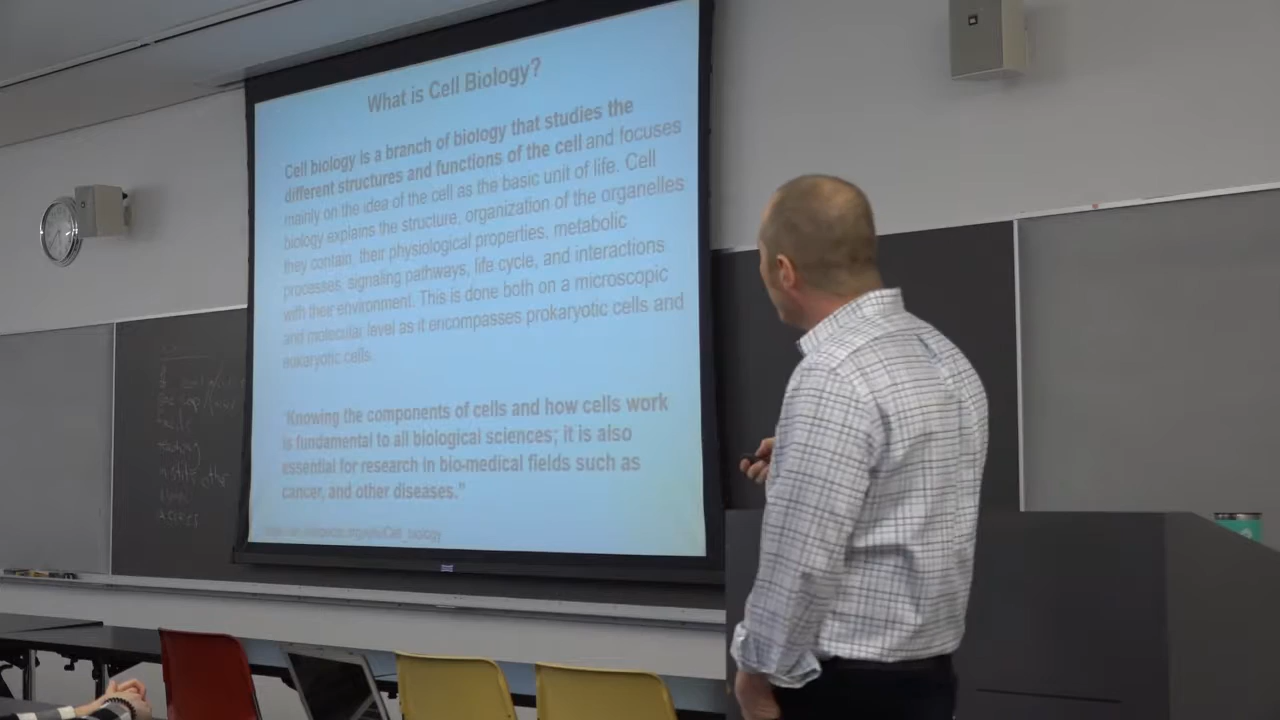 What is Cell Biology?
Cell biology is a branch of biology that studies the
different structures and functions of the cell and focuses
mainly on the idea of the cell as the basic unit of life. Cell
biology explains the structure, organization of the organelles
they contain, their physiological properties, metabolic
processes, signaling pathways, life cycle, and interactions
with their environment. This is done both on a microscopic
and molecular level as it encompasses prokaryotic cells and
eukaryotic cells.
"Knowing the components of cells and how cells work
is fundamental to all biological sciences; it is also
essential for research in bio-medical fields such as
cancer, and other diseases."